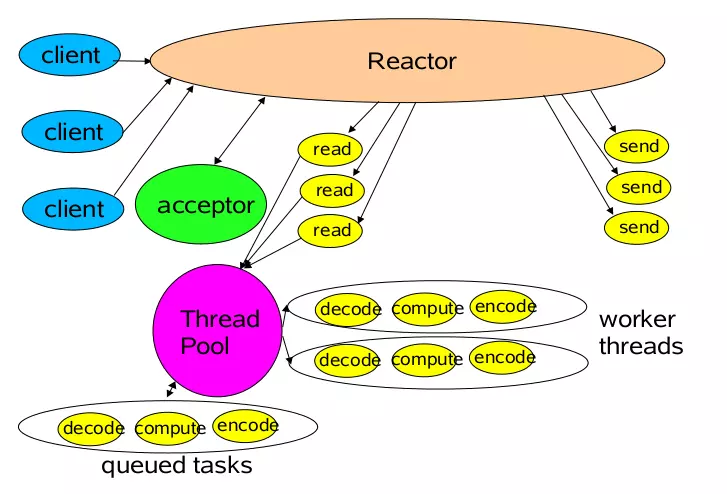 client
Reactor
client
client
acceptor
read
read
read
send
send
send
Thread
Pool
decode compute encode
decode compute encode
worker
threads
decode compute encode
queued tasks